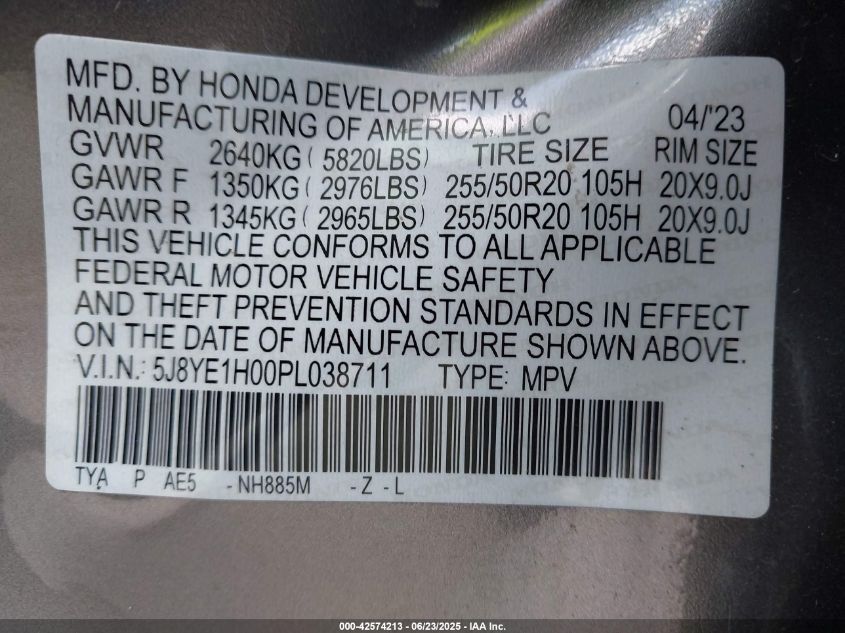 MFD. BY HONDA DEVELOPMENT &
MANUFACTURING OF AMERICA, LLC 04/'23
GVWR 2640KG ( 5820LBS) TIRE SIZE RIM SIZE
GAWR F 1350KG ( 2976LBS) 255/50R20 105H 20X9.0J
GAWR R 1345KG ( 2965LBS) 255/50R20 105H 20X9.0J
THIS VEHICLE CONFORMS TO ALL APPLICABLE
FEDERAL MOTOR VEHICLE SAFETY
AND THEFT PREVENTION STANDARDS IN EFFECT
ON THE DATE OF MANUFACTURE SHOWN ABOVE.
V.I.N.: 5J8YE1H00PL038711 TYPE: MPV
TYA P AE5 - NH885M - Z - L
000-42574213 - 06/23/2025 - IAA Inc.